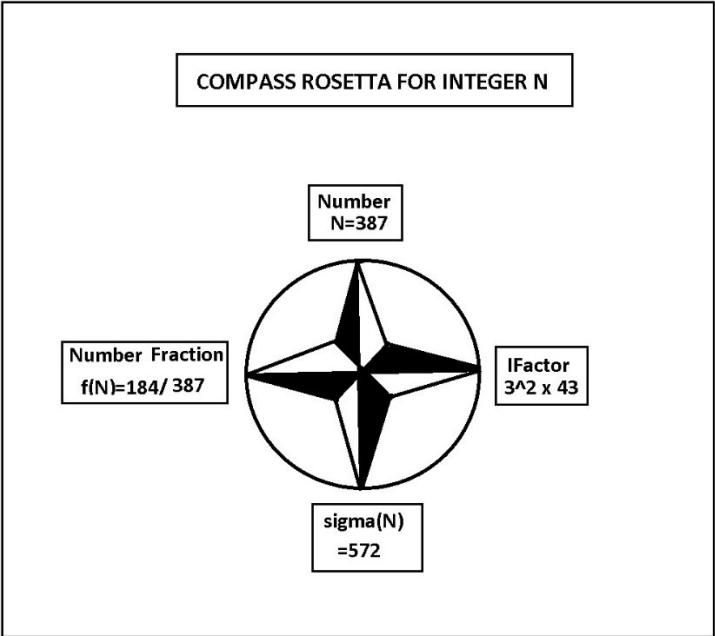 COMPASS ROSETTA FOR INTEGER N
Number
N=387
Number Fraction
f(N)=184/ 387
IFactor
3^2 x 43
sigma(N)
=572